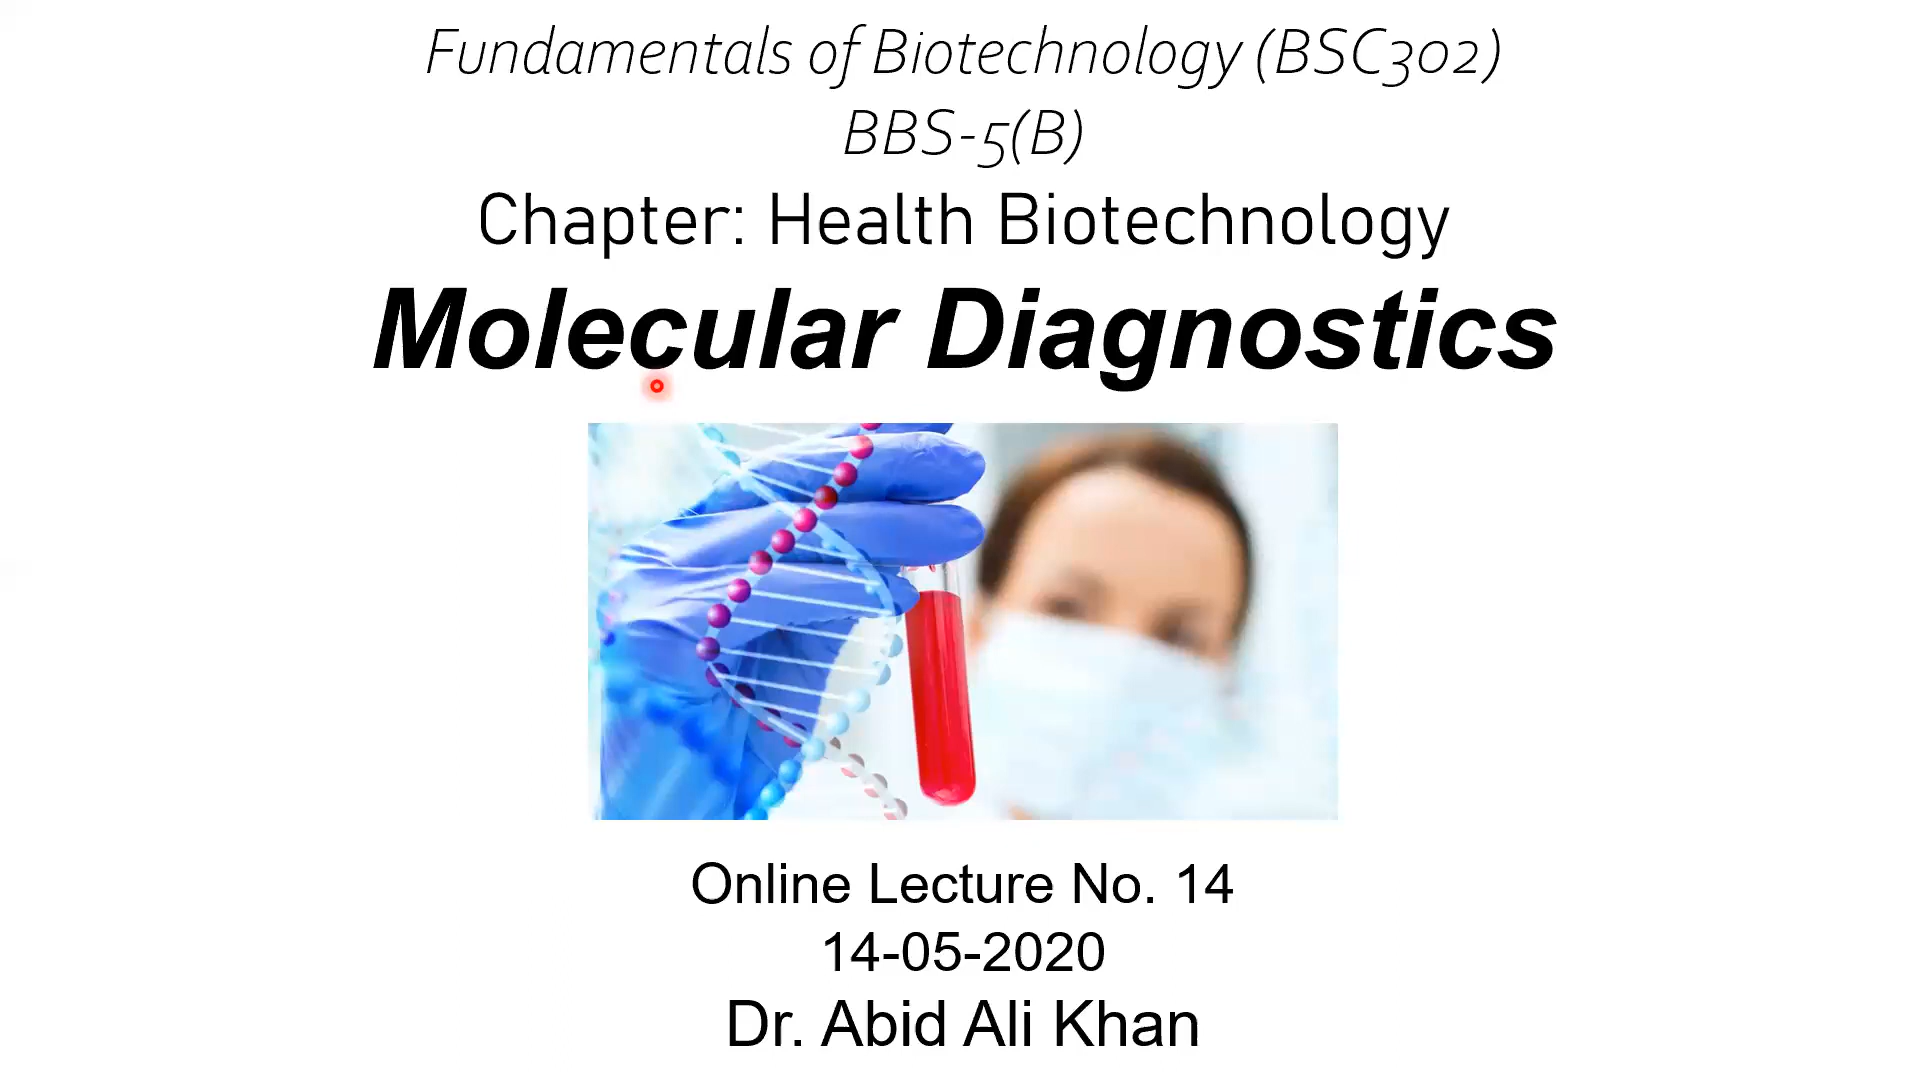 Fundamentals of Biotechnology (BSC302)
BBS-5(B)
Chapter: Health Biotechnology
Molecular Diagnostics
Online Lecture No. 14
14-05-2020
Dr. Abid Ali Khan